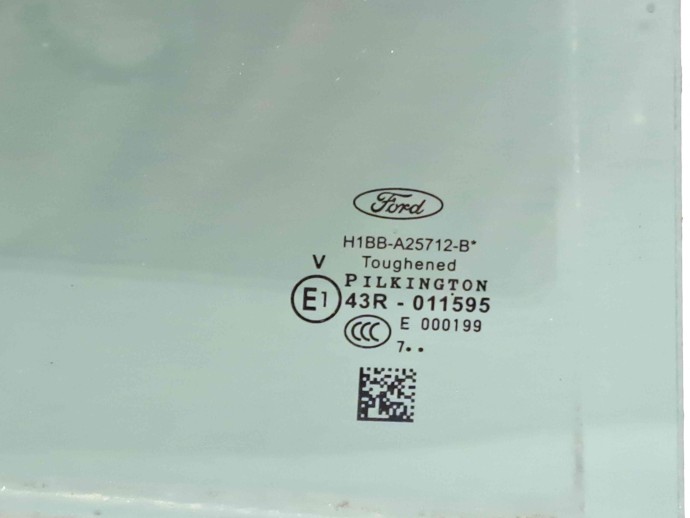 Ford
H1BB-A25712-B*
V Toughened
PILKINGTON
E1 43R - 011595
CCC E 000199
7••